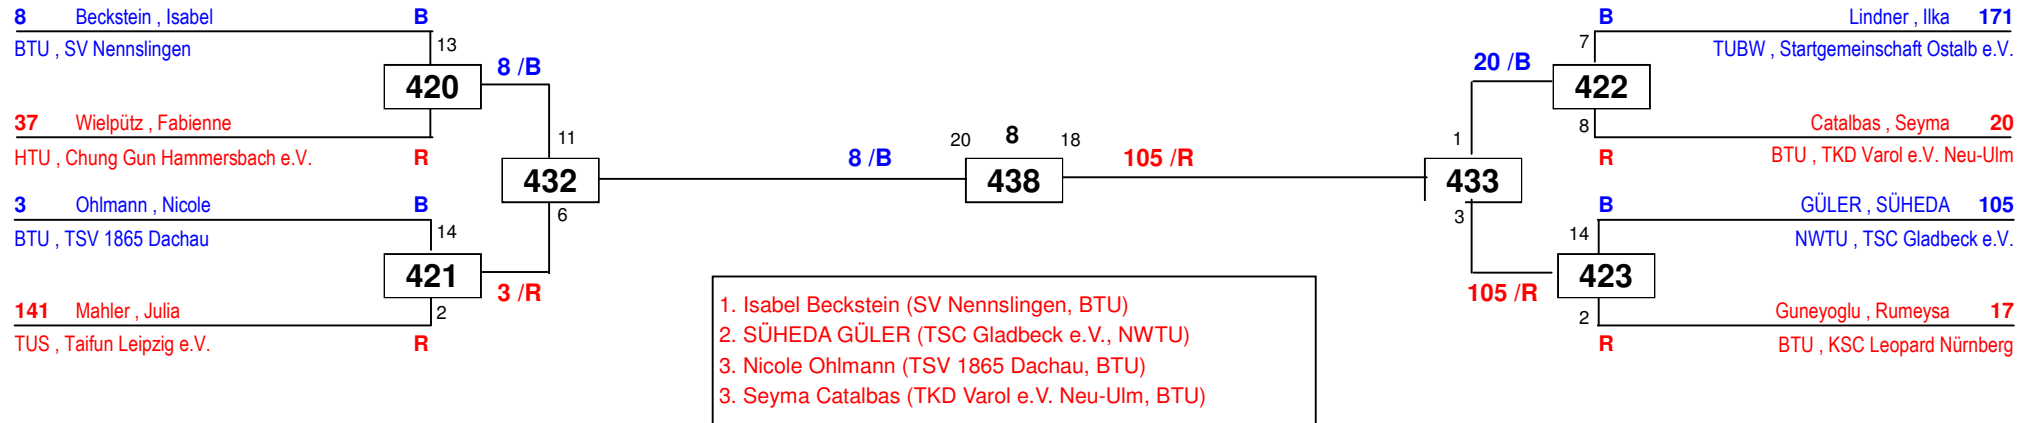 8 Beckstein , Isabel B
BTU , SV Nennslingen
13
420
8 /B
37 Wielpütz , Fabienne
HTU , Chung Gun Hammersbach e.V. R
11
432
6
3 Ohlmann , Nicole B
BTU , TSV 1865 Dachau
14
421
3 /R
141 Mahler , Julia
2
TUS , Taifun Leipzig e.V. R
8 /B
20 8 18
438
105 /R
B Lindner , Ilka 171
7
TUBW , Startgemeinschaft Ostalb e.V.
20 /B
422
8
Catalbas , Seyma 20
R BTU , TKD Varol e.V. Neu-Ulm
1
433
3
B GÜLER , SÜHEDA 105
14
NWTU , TSC Gladbeck e.V.
423
105 /R
2
Guneyoglu , Rumeysa 17
R BTU , KSC Leopard Nürnberg
1. Isabel Beckstein (SV Nennslingen, BTU)
2. SÜHEDA GÜLER (TSC Gladbeck e.V., NWTU)
3. Nicole Ohlmann (TSV 1865 Dachau, BTU)
3. Seyma Catalbas (TKD Varol e.V. Neu-Ulm, BTU)